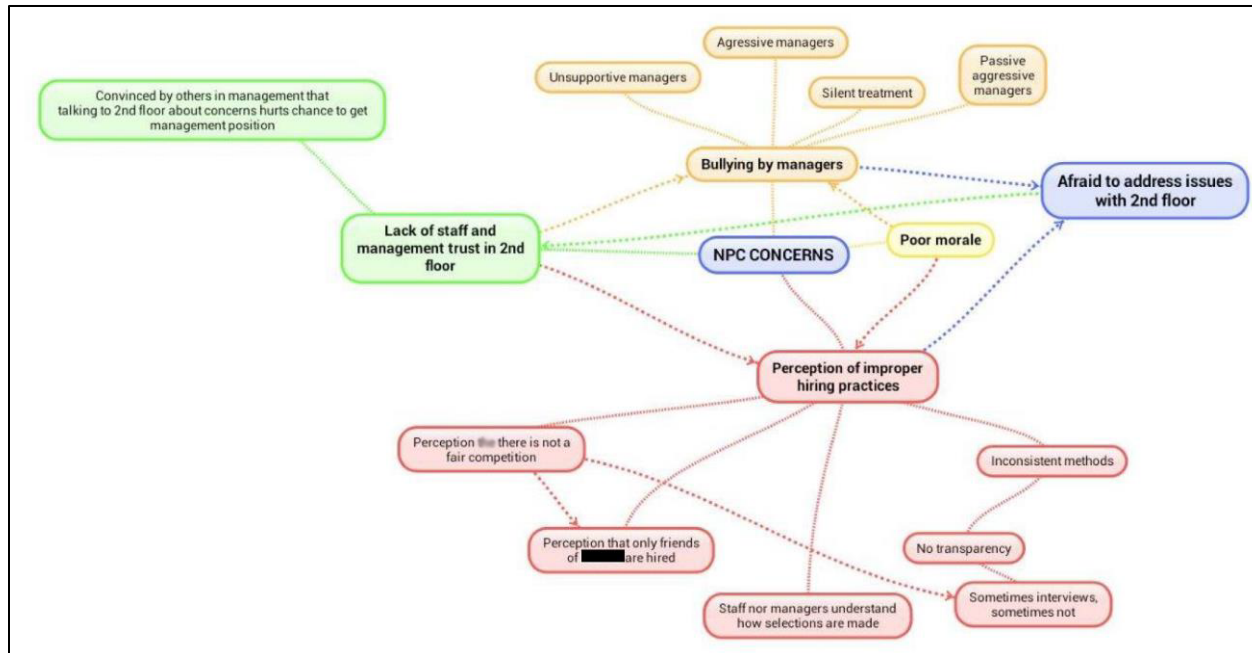 Agressive managers
Unsupportive managers
Passive
aggressive
managers
Silent treatment
Convinced by others in management that
talking to 2nd floor about concerns hurts chance to get
management position
Bullying by managers
Afraid to address issues
with 2nd floor
Lack of staff and
management trust in 2nd
floor
Poor morale
NPC CONCERNS
Perception of improper
hiring practices
Perception there is not a
fair competition
Inconsistent methods
Perception that only friends
of are hired
No transparency
Staff nor managers understand
how selections are made
Sometimes interviews,
sometimes not